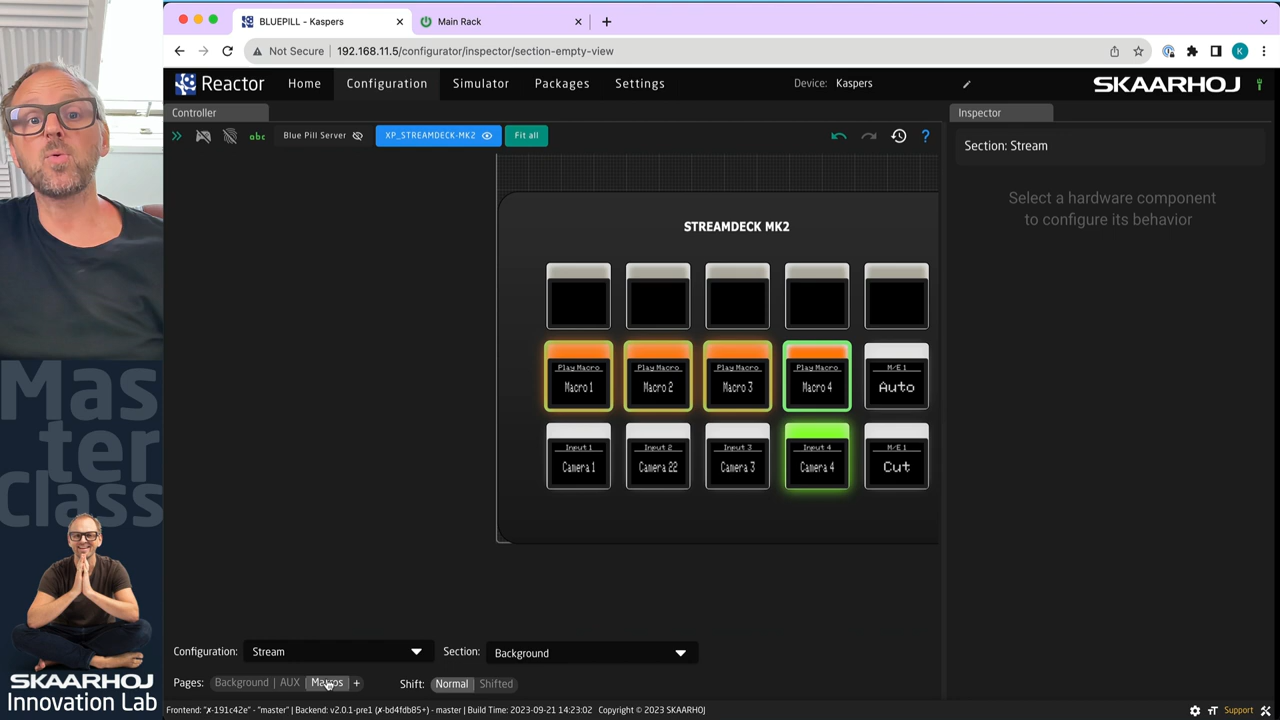 BLUEPILL - Kaspers
Main Rack
Not Secure
192.168.11.5/configurator/inspector/section-empty-view
K
Reactor
Home
Configuration
Simulator
Packages
Settings
Device:
Kaspers
SKAARHOJ
Controller
Inspector
abc
Blue Pill Server
XP_STREAMDECK-MK2
Fit all
?
Section: Stream
Select a hardware component
to configure its behavior
STREAMDECK MK2
Play Macro
Macro 1
Play Macro
Macro 2
Play Macro
Macro 3
Play Macro
Macro 4
M/E 1
Auto
Input 1
Camera 1
Input 2
Camera 22
Input 3
Camera 3
Input 4
Camera 4
M/E 1
Cut
Master
Class
SKAARHOJ
Innovation Lab
Configuration:
Stream
Section:
Background
Pages:
Background | AUX
Macros
+
Shift:
Normal
Shifted
Frontend: "✗-191c42e" - "master" | Backend: v2.0.1-pre1 (✗-bd4fdb85+) - master | Build Time: 2023-09-21 14:23:02 Copyright © 2023 SKAARHOJ
Support